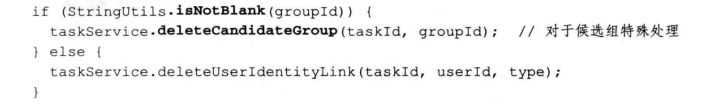 if (StringUtils.isNotBlank(groupId)) {
  taskService.deleteCandidateGroup(taskId, groupId);  // 对于候选组特殊处理
} else {
  taskService.deleteUserIdentityLink(taskId, userId, type);
}